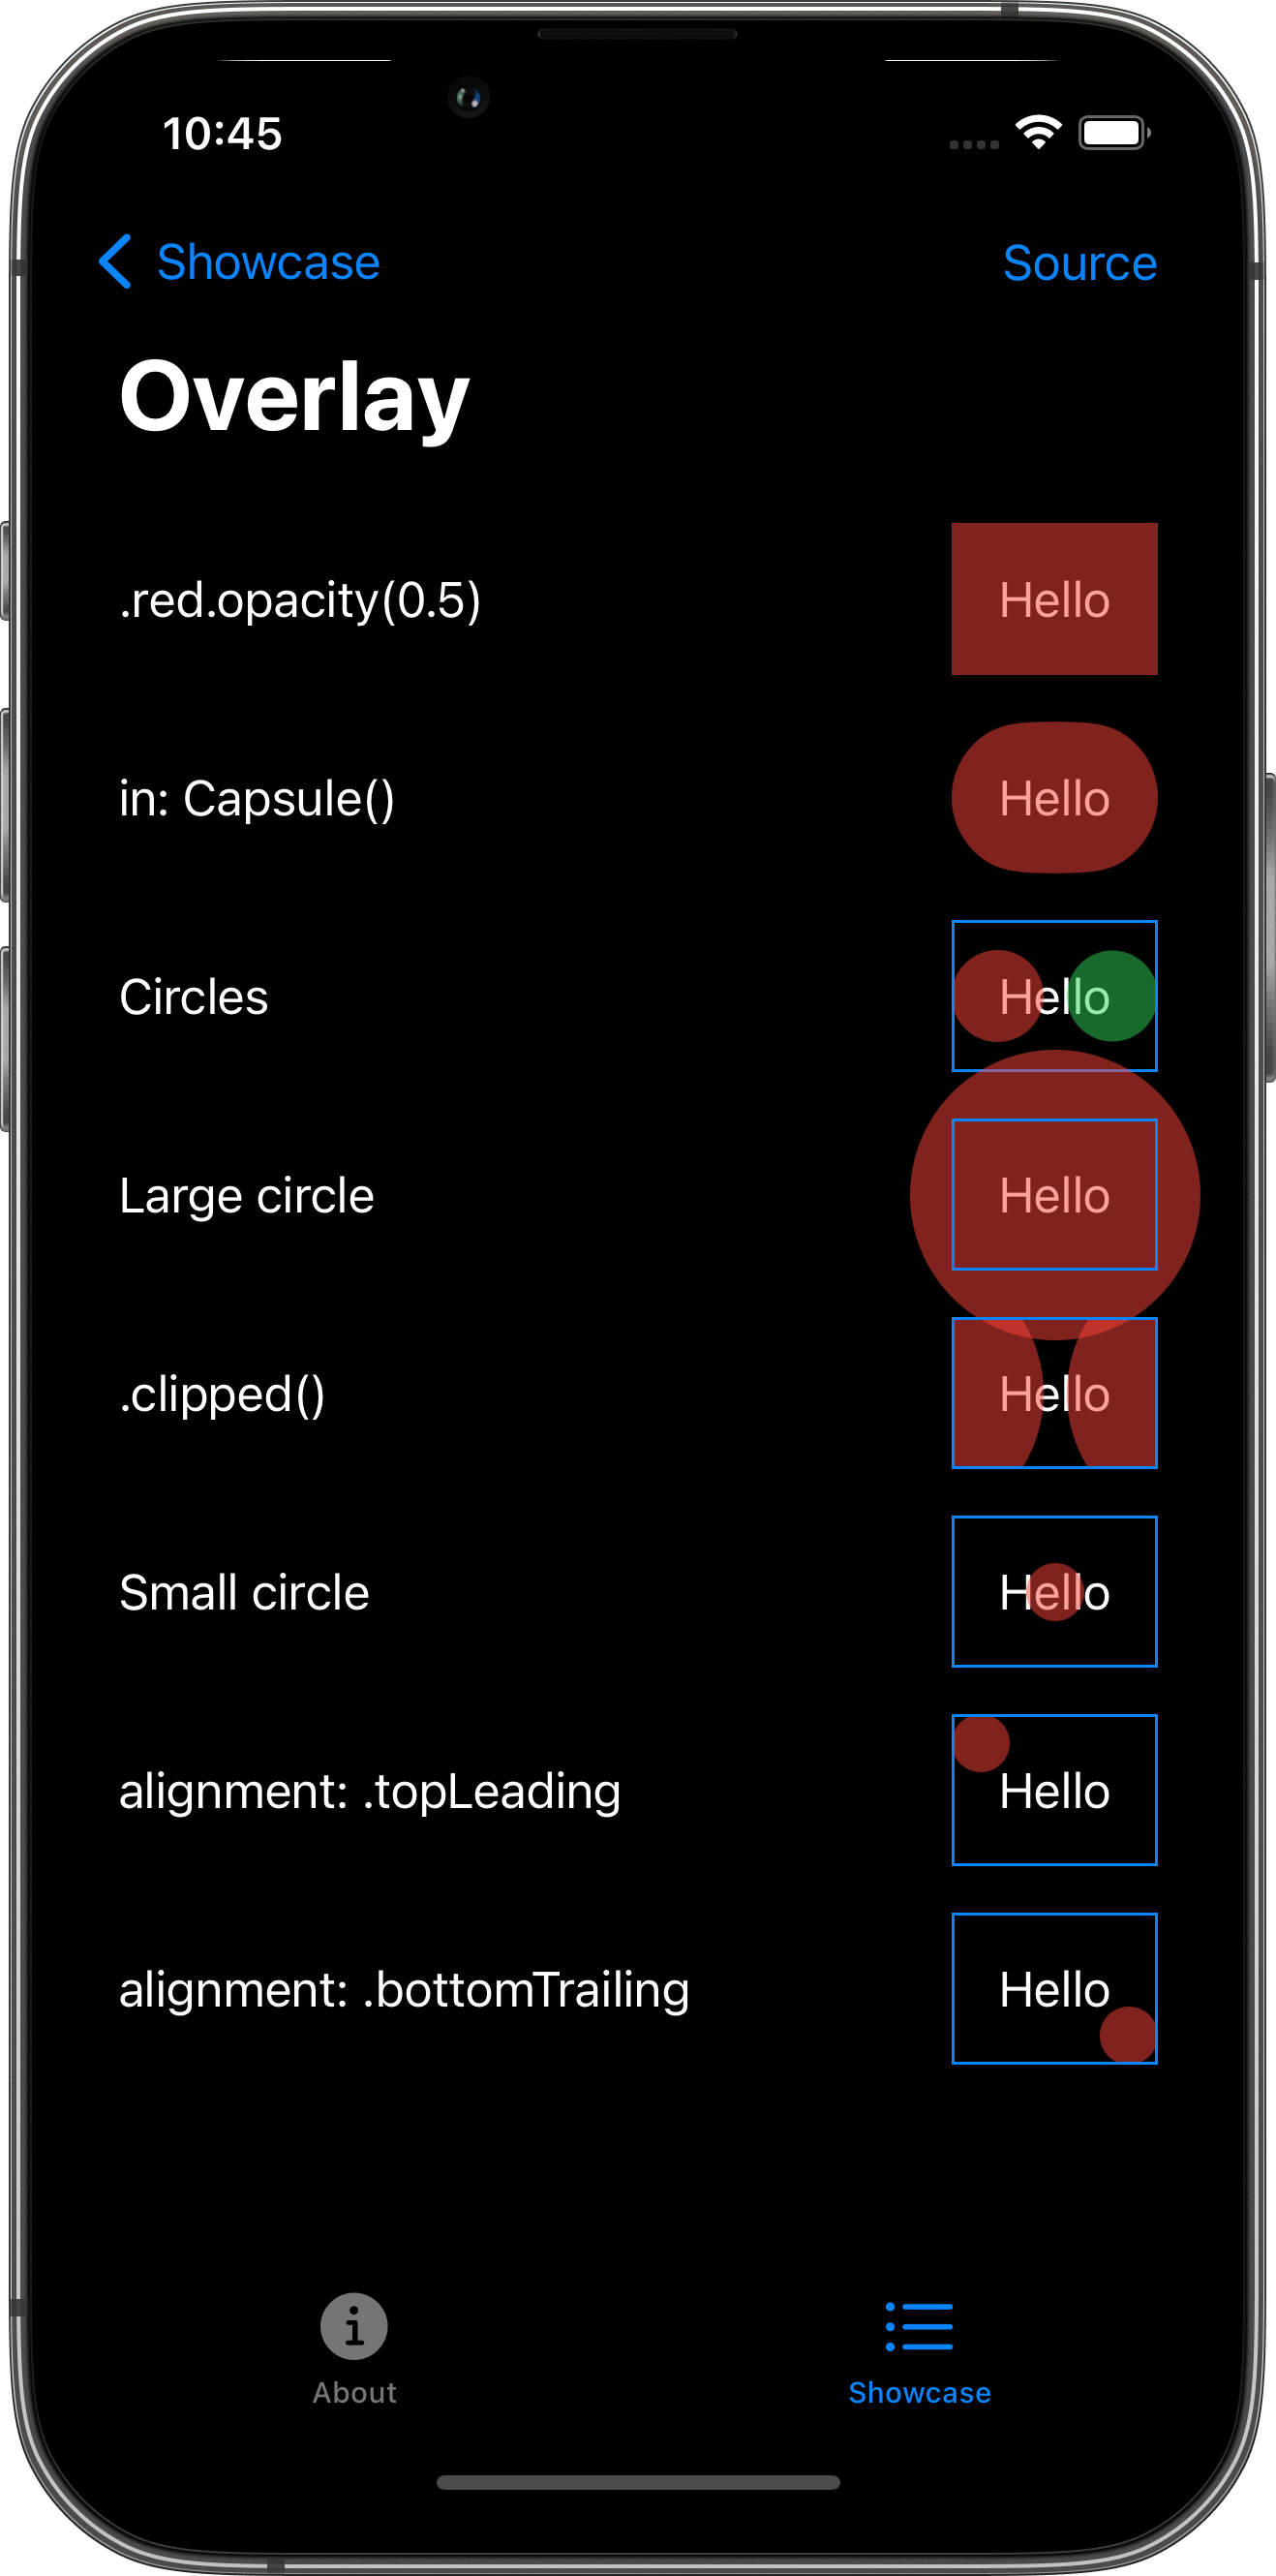 10:45
Showcase Source
Overlay
.red.opacity(0.5) Hello
in: Capsule() Hello
Circles Hello
Large circle Hello
.clipped() Hello
Small circle Hello
alignment: .topLeading Hello
alignment: .bottomTrailing Hello
About Showcase